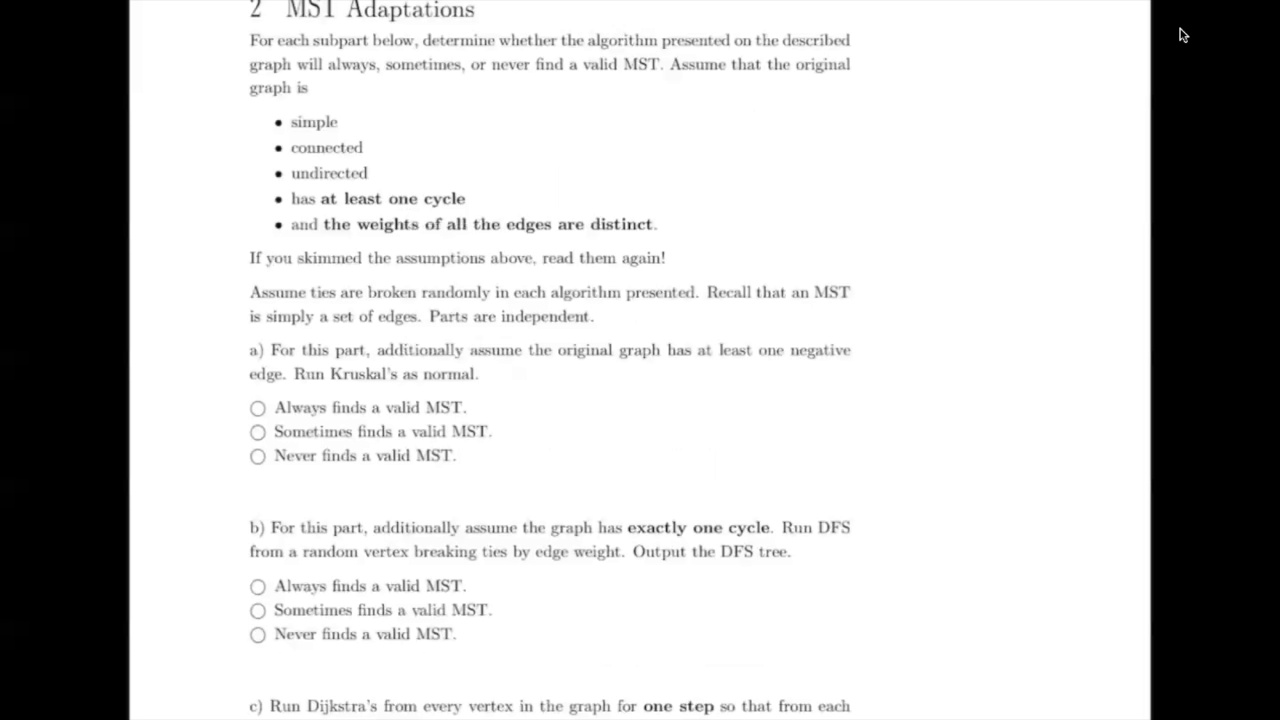 2 MST Adaptations
For each subpart below, determine whether the algorithm presented on the described
graph will always, sometimes, or never find a valid MST. Assume that the original
graph is
• simple
• connected
• undirected
• has at least one cycle
• and the weights of all the edges are distinct.
If you skimmed the assumptions above, read them again!
Assume ties are broken randomly in each algorithm presented. Recall that an MST
is simply a set of edges. Parts are independent.
a) For this part, additionally assume the original graph has at least one negative
edge. Run Kruskal's as normal.
○ Always finds a valid MST.
○ Sometimes finds a valid MST.
○ Never finds a valid MST.
b) For this part, additionally assume the graph has exactly one cycle. Run DFS
from a random vertex breaking ties by edge weight. Output the DFS tree.
○ Always finds a valid MST.
○ Sometimes finds a valid MST.
○ Never finds a valid MST.
c) Run Dijkstra's from every vertex in the graph for one step so that from each